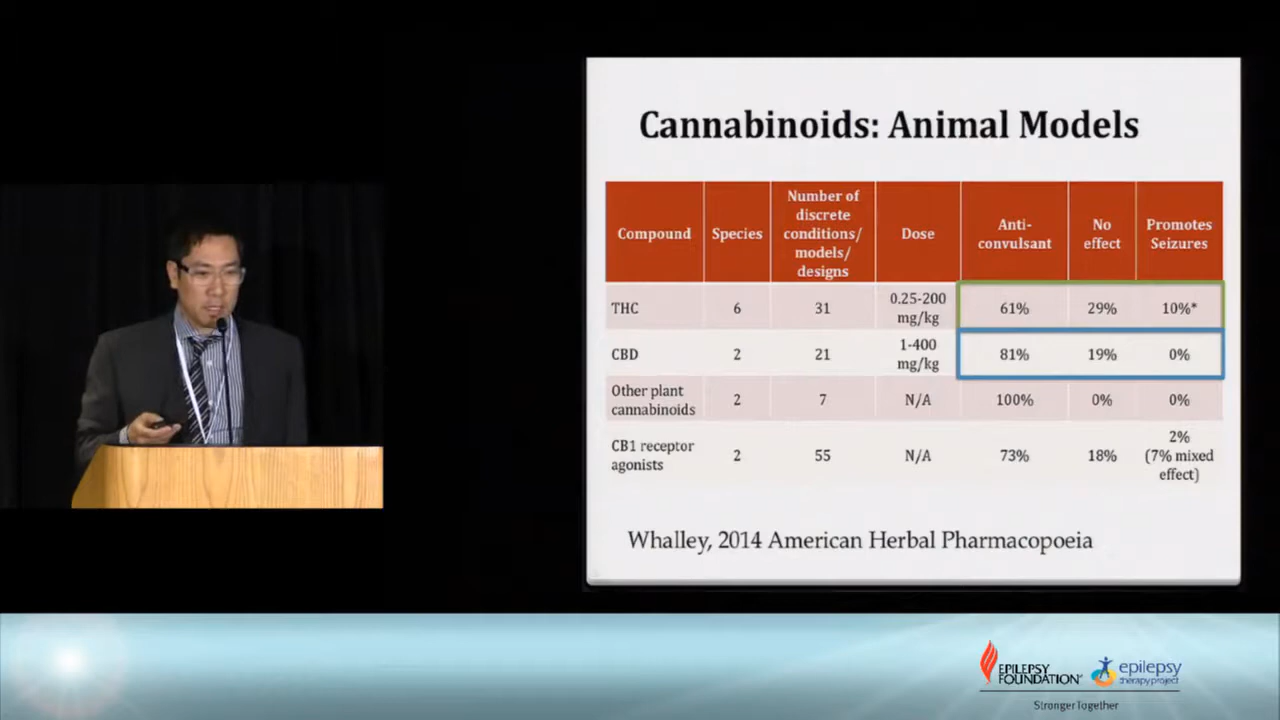 Cannabinoids: Animal Models
Compound
Species
Number of
discrete
conditions/
models/
designs
Dose
Anti-
convulsant
No
effect
Promotes
Seizures
THC
6
31
0.25-200
mg/kg
61%
29%
10%*
CBD
2
21
1-400
mg/kg
81%
19%
0%
Other plant
cannabinoids
2
7
N/A
100%
0%
0%
CB1 receptor
agonists
2
55
N/A
73%
18%
2%
(7% mixed
effect)
Whalley, 2014 American Herbal Pharmacopoeia
EPILEPSY
FOUNDATION
epilepsy
therapy project
Stronger Together